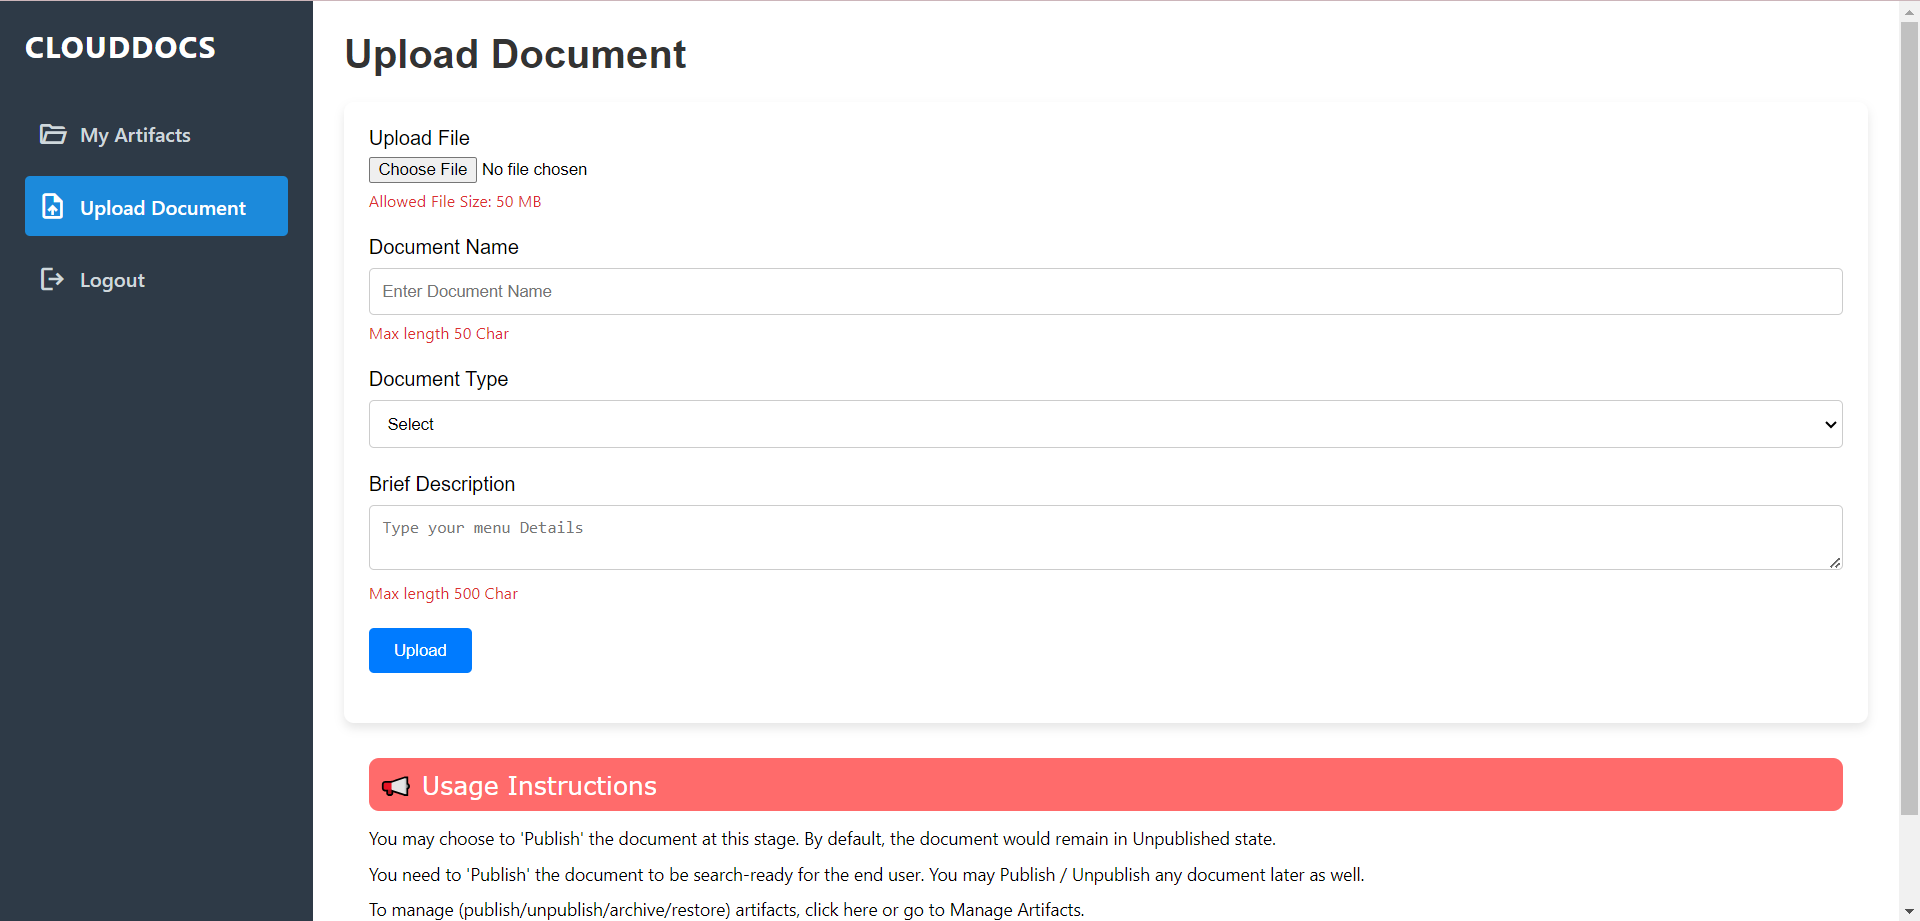 CLOUDDOCS
My Artifacts
Upload Document
Logout
Upload Document
Upload File
Choose File No file chosen
Allowed File Size: 50 MB
Document Name
Enter Document Name
Max length 50 Char
Document Type
Select
Brief Description
Type your menu Details
Max length 500 Char
Upload
Usage Instructions
You may choose to 'Publish' the document at this stage. By default, the document would remain in Unpublished state.
You need to 'Publish' the document to be search-ready for the end user. You may Publish / Unpublish any document later as well.
To manage (publish/unpublish/archive/restore) artifacts, click here or go to Manage Artifacts.